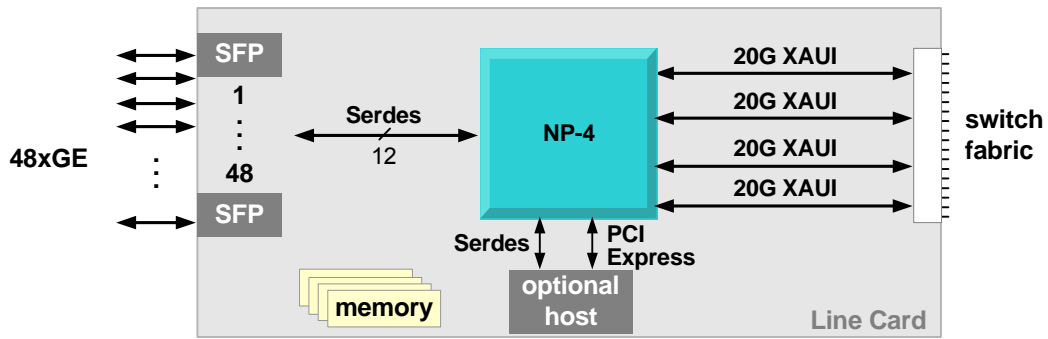 48xGE
SFP
1
48
SFP
Serdes
12
NP-4
20G XAUI
20G XAUI
20G XAUI
20G XAUI
switch
fabric
Serdes
PCI
Express
optional
host
memory
Line Card